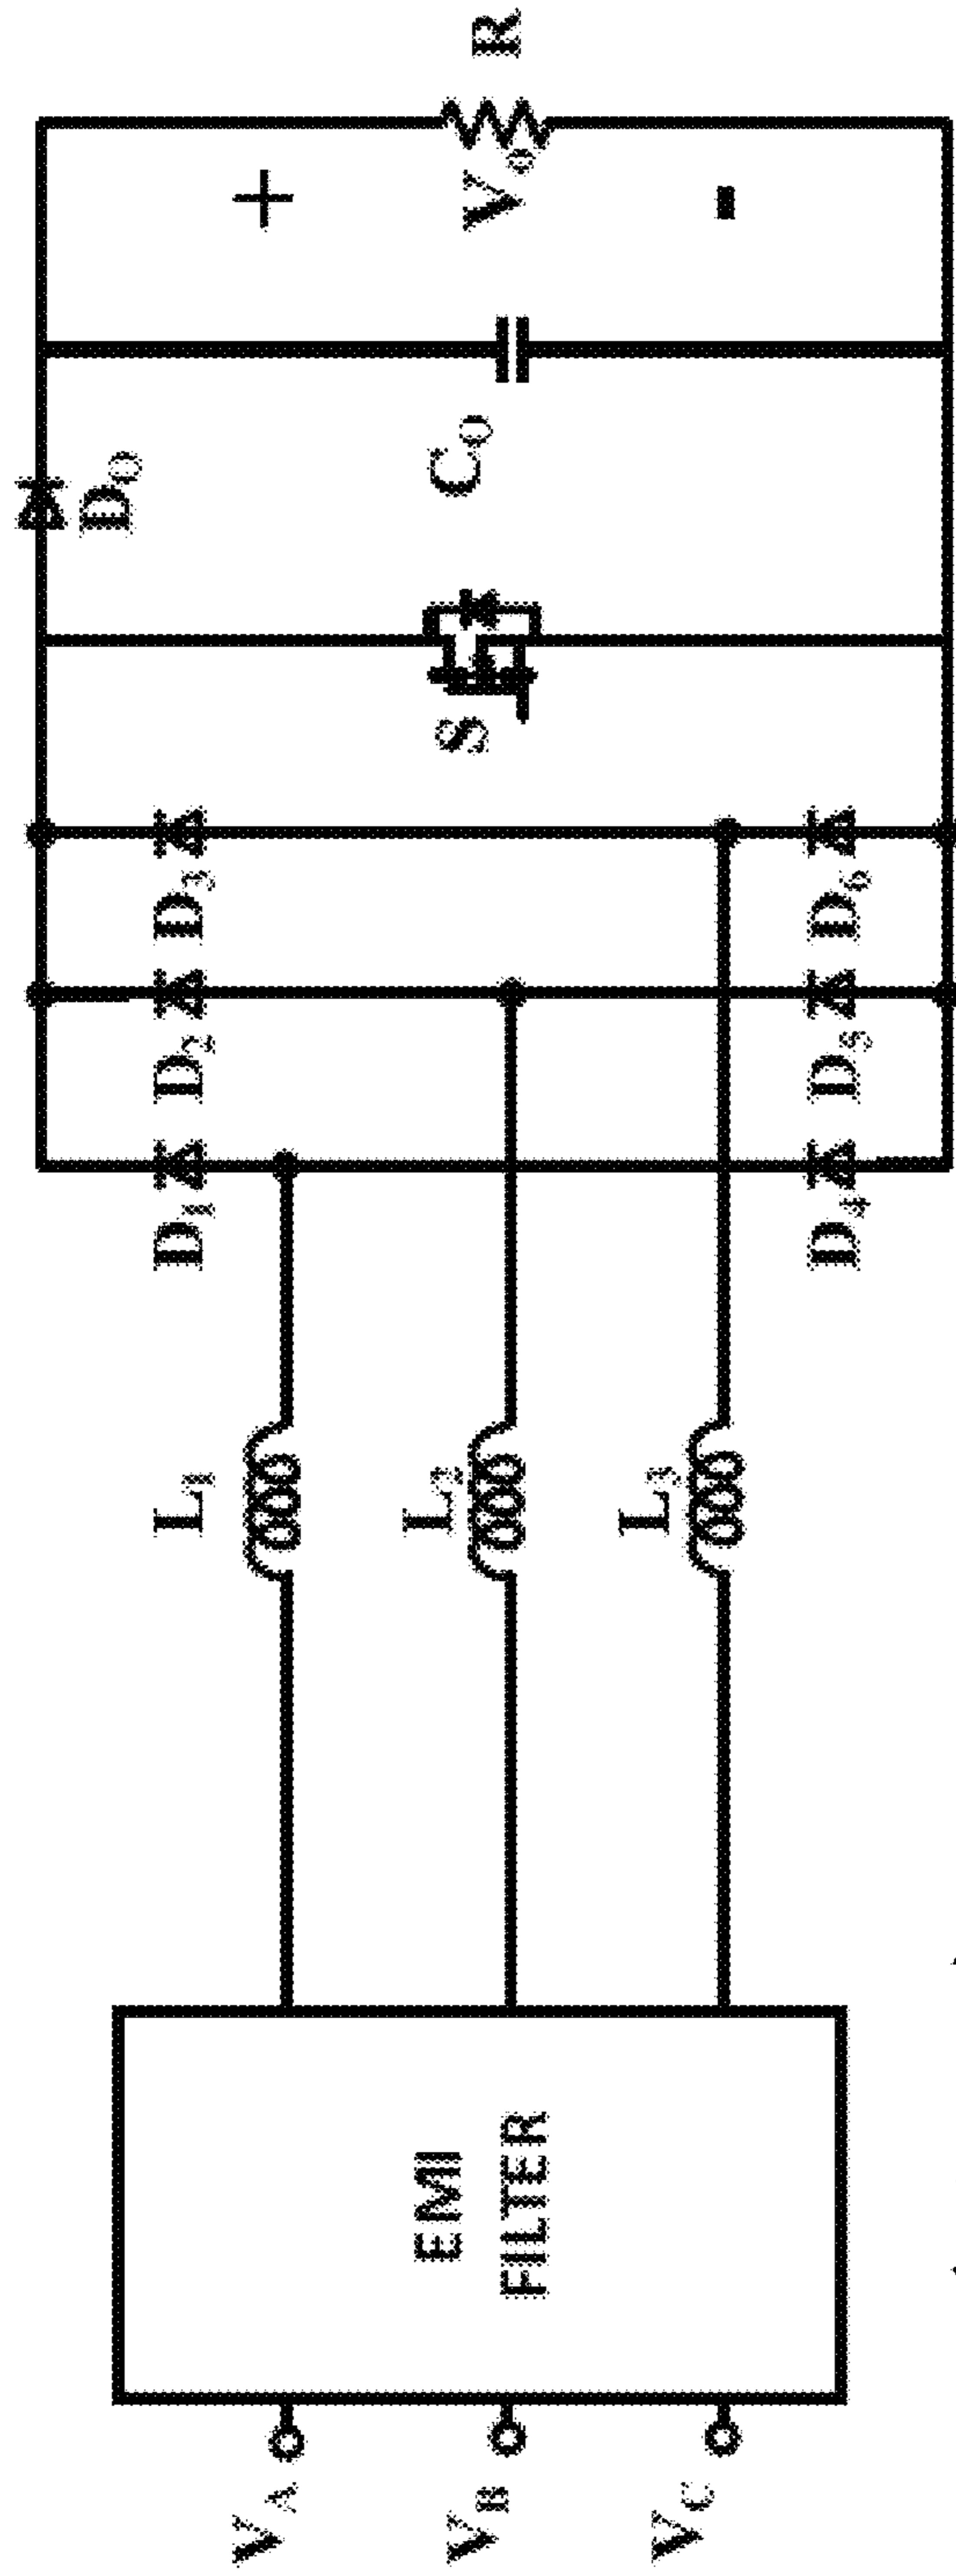 V_A
V_B
V_C
EMI
FILTER
L_1
L_2
L_3
D_1
D_2
D_3
D_4
D_5
D_6
S
D_O
C_O
+
V_o
-
R